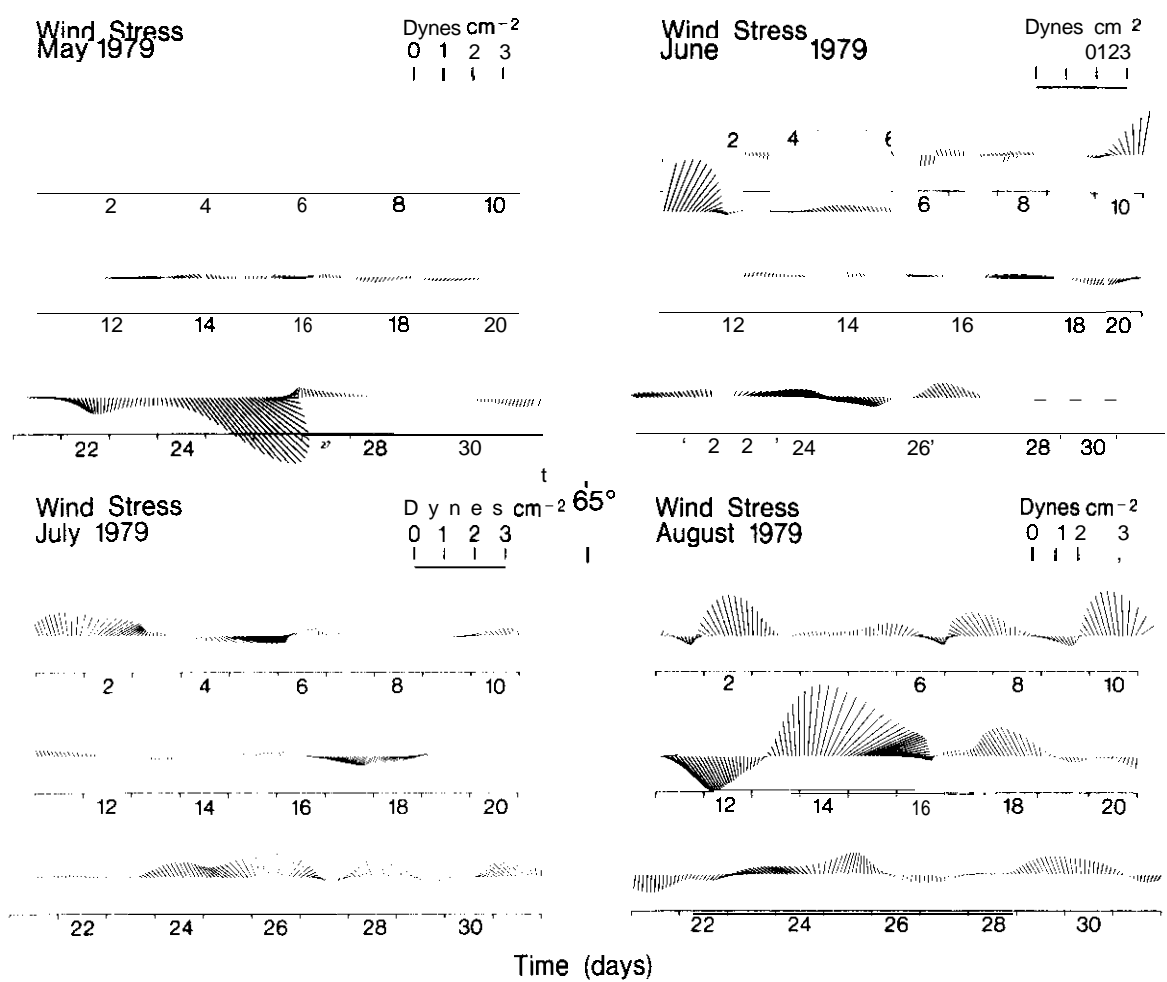 Wind Stress
May 1979
Dynes cm-2
0 1 2 3
2 4 6 8 10
12 14 16 18 20
22 24 28 30
Wind Stress
June 1979
Dynes cm 2
0123
2 4 6
6 8 10
12 14 16 18 20
2 2 24 26' 28 30
t
65°
Wind Stress
July 1979
Dynes cm-2
0 1 2 3
2 4 6 8 10
12 14 16 18 20
22 24 26 28 30
Wind Stress
August 1979
Dynes cm-2
0 1 2 3
2 4 6 8 10
12 14 16 18 20
22 24 26 28 30
Time (days)